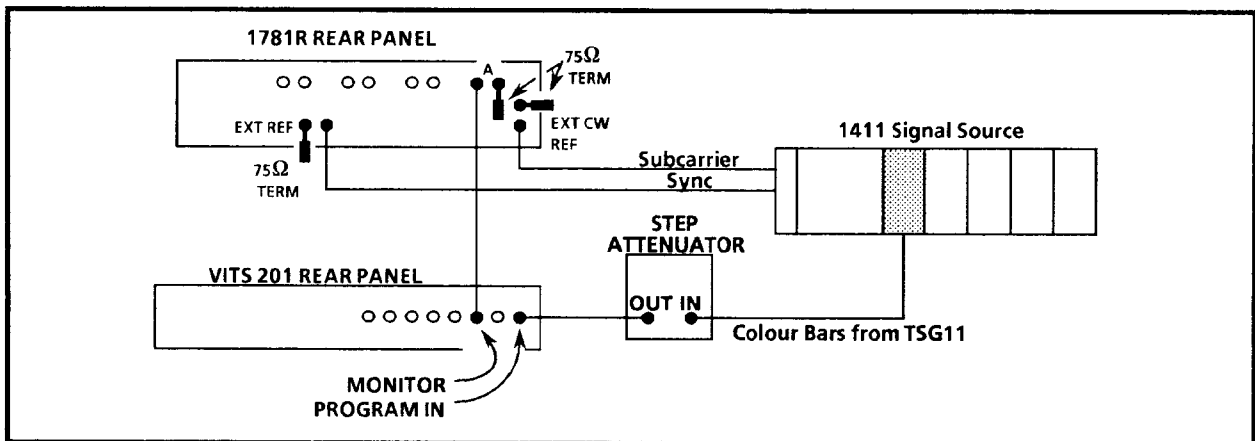 1781R REAR PANEL
A
75Ω
TERM
EXT REF
EXT CW
REF
75Ω
TERM
1411 Signal Source
Subcarrier
Sync
STEP
ATTENUATOR
VITS 201 REAR PANEL
OUT IN
Colour Bars from TSG11
MONITOR
PROGRAM IN